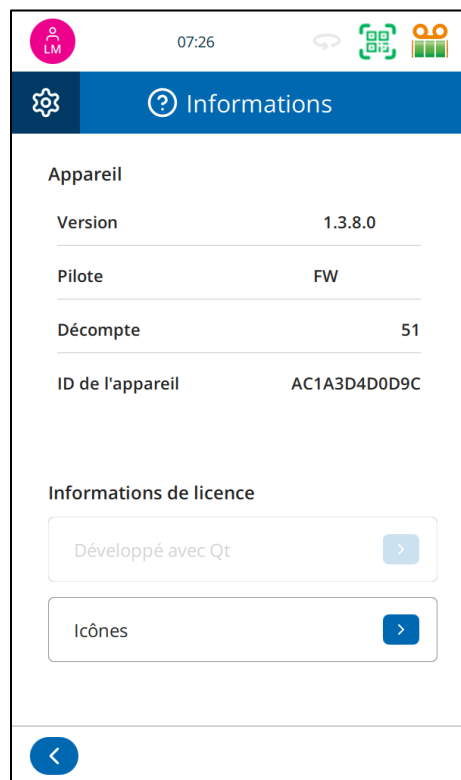 LM
07:26
Informations
Appareil
Version 1.3.8.0
Pilote FW
Décompte 51
ID de l'appareil AC1A3D4D0D9C
Informations de licence
Développé avec Qt
Icônes